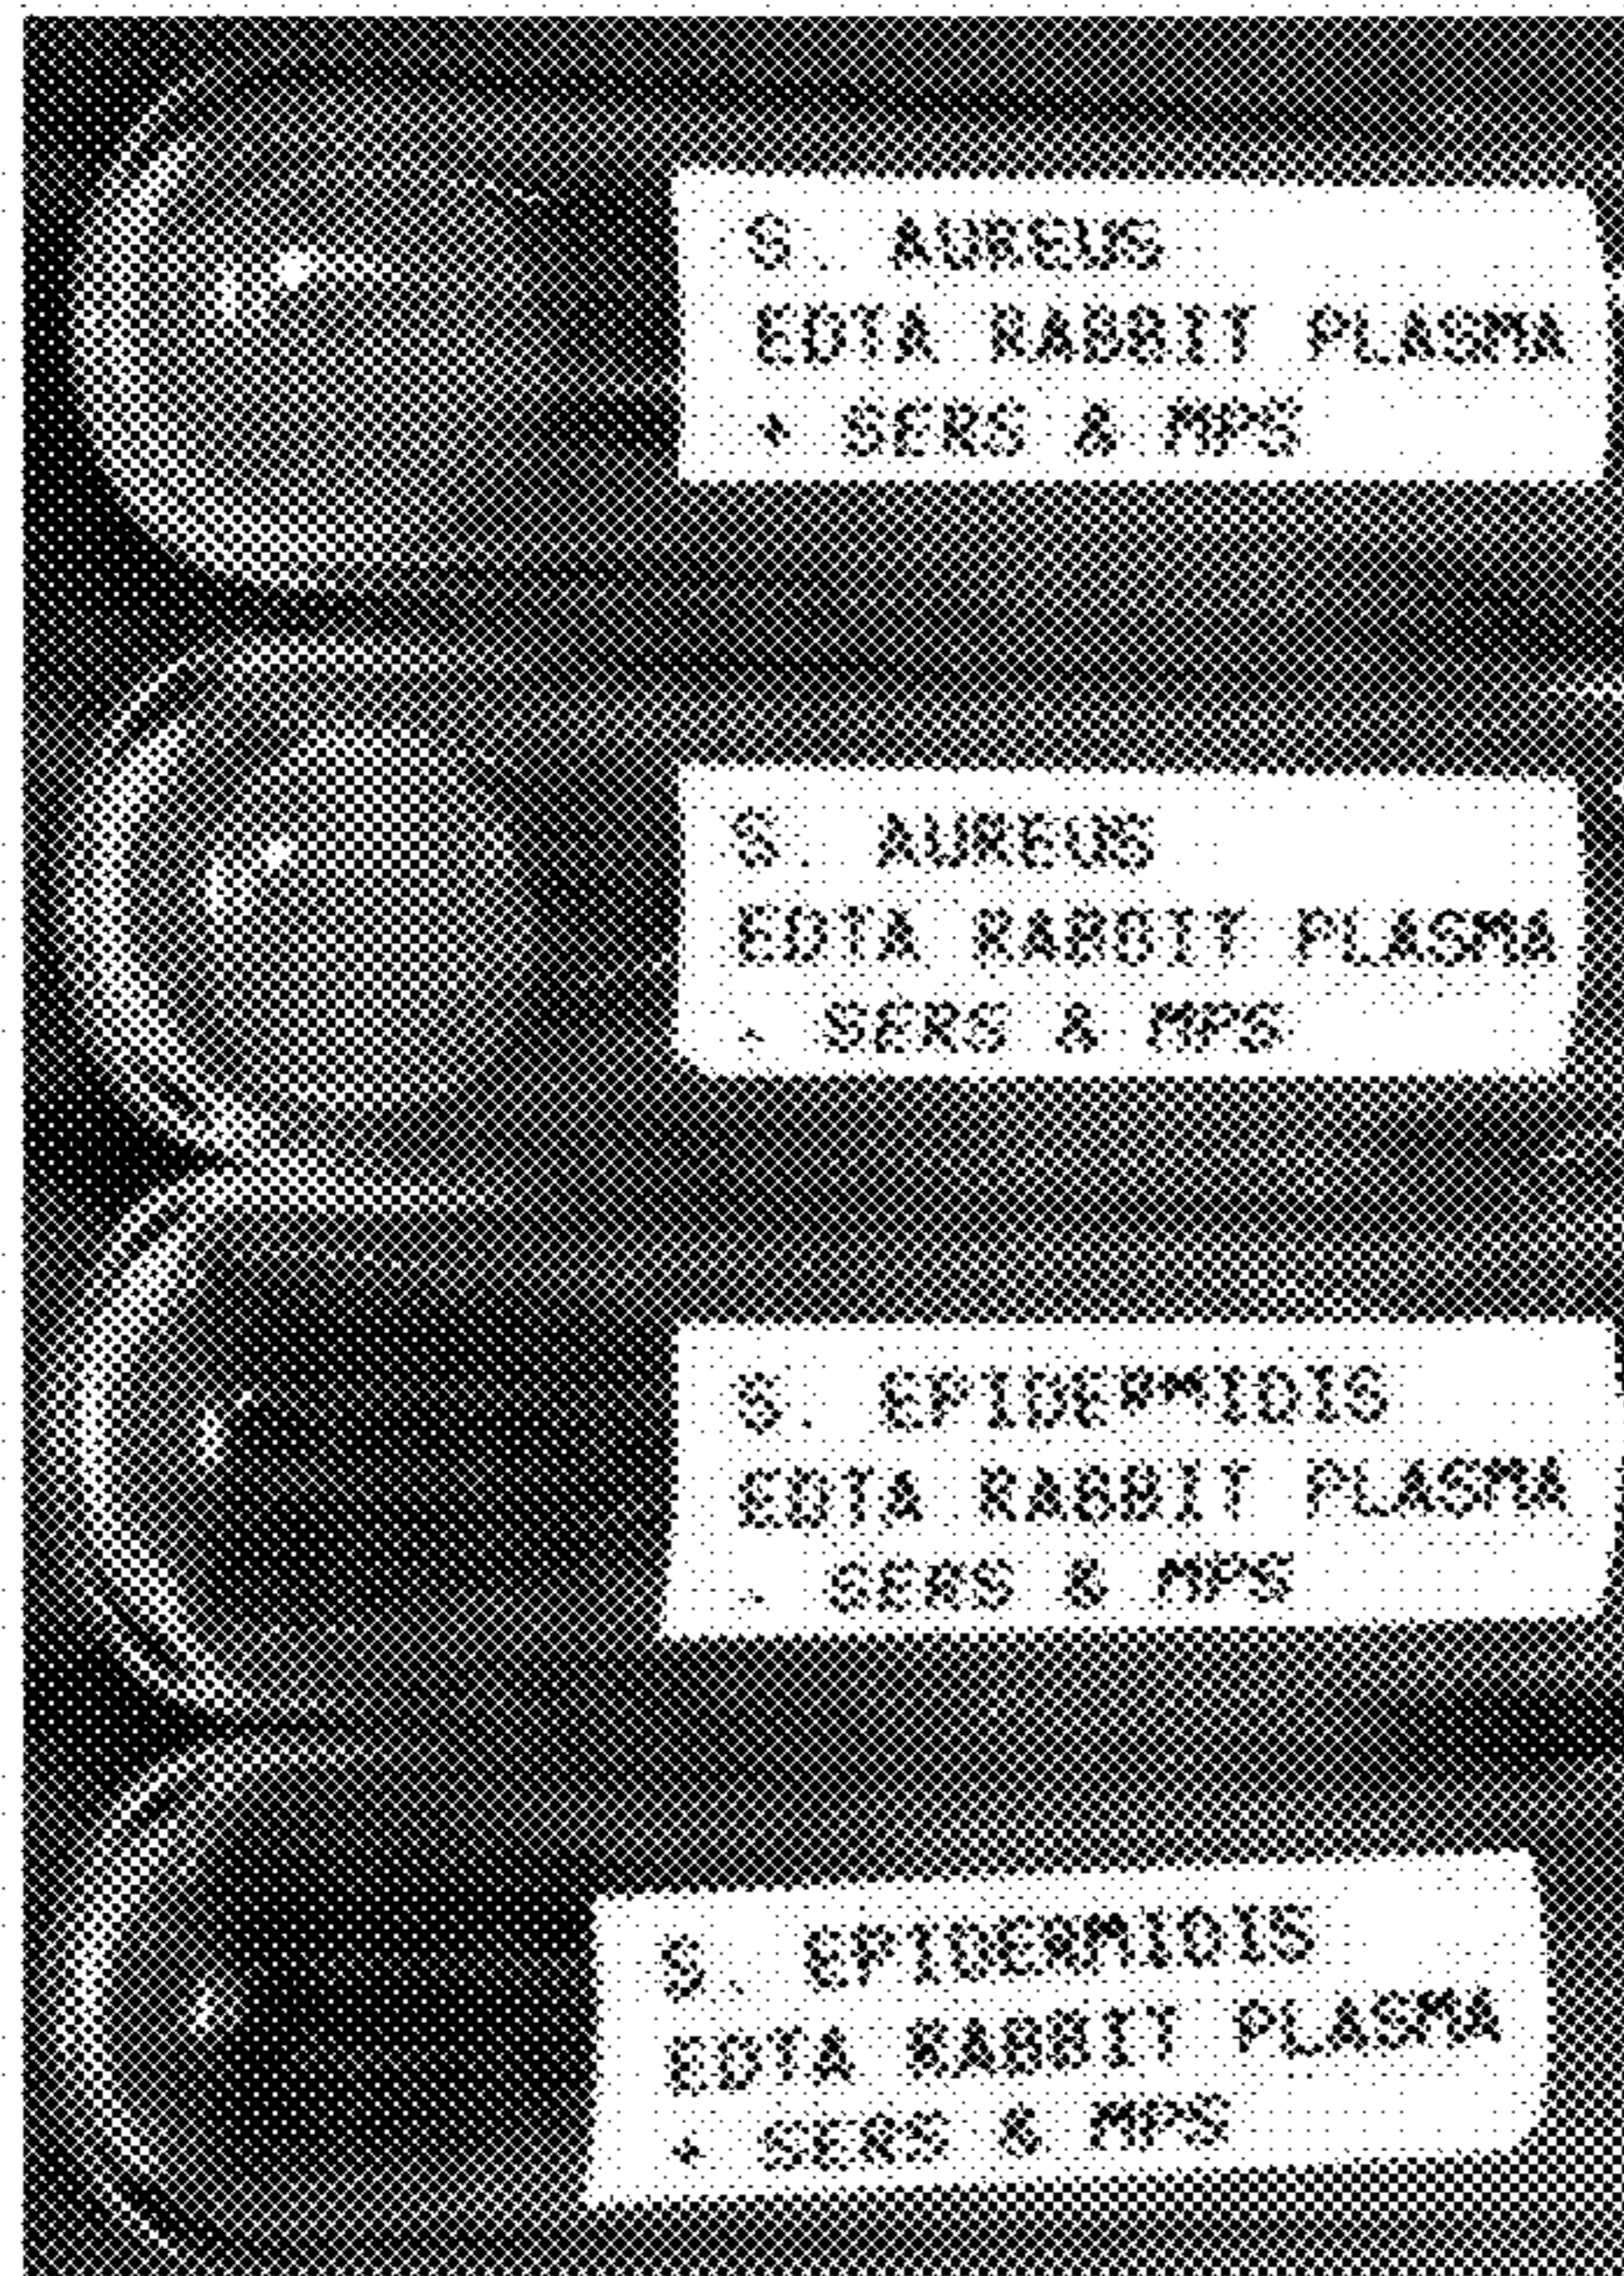 S. AUREUS
EDTA RABBIT PLASMA
+ SERS & MPS
S. AUREUS
EDTA RABBIT PLASMA
- SERS & MPS
S. EPIDERMIDIS
EDTA RABBIT PLASMA
- SERS & MPS
S. EPIDERMIDIS
EDTA RABBIT PLASMA
+ SERS & MPS